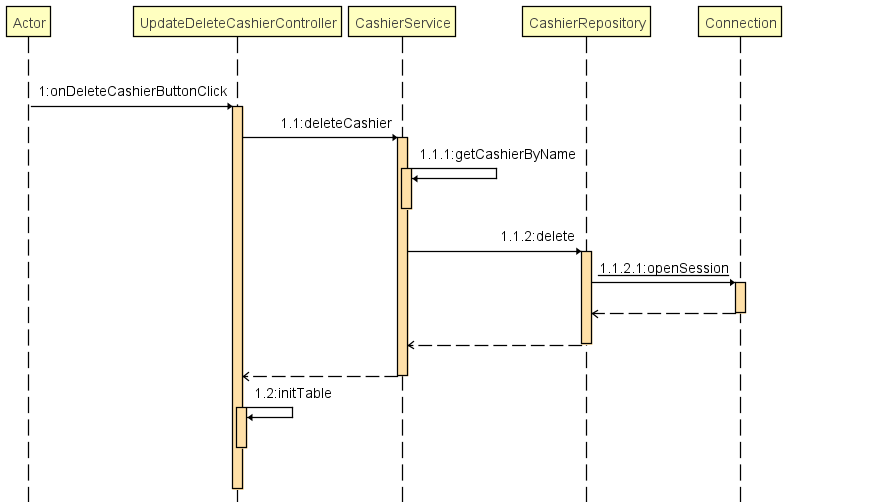 Actor
UpdateDeleteCashierController
CashierService
CashierRepository
Connection
1:onDeleteCashierButtonClick
1.1:deleteCashier
1.1.1:getCashierByName
1.1.2:delete
1.1.2.1:openSession
1.2:initTable